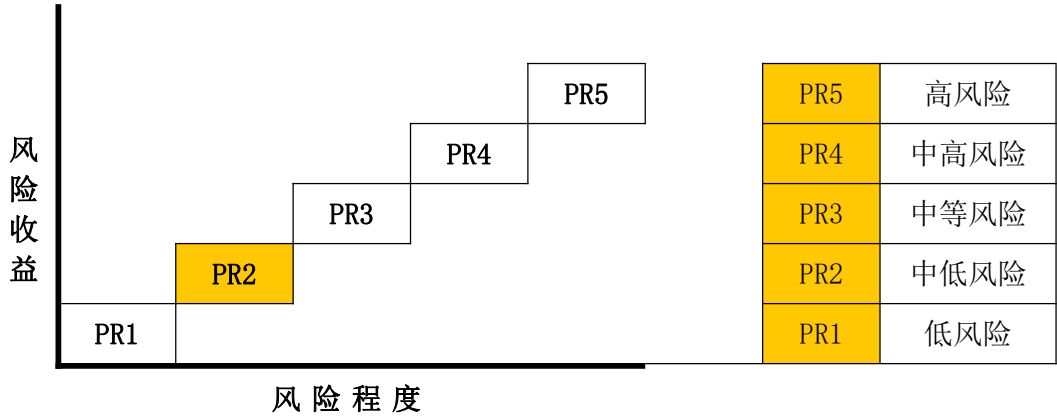 风险收益
PR5
PR4
PR3
PR2
PR1
风险程度
PR5 高风险
PR4 中高风险
PR3 中等风险
PR2 中低风险
PR1 低风险